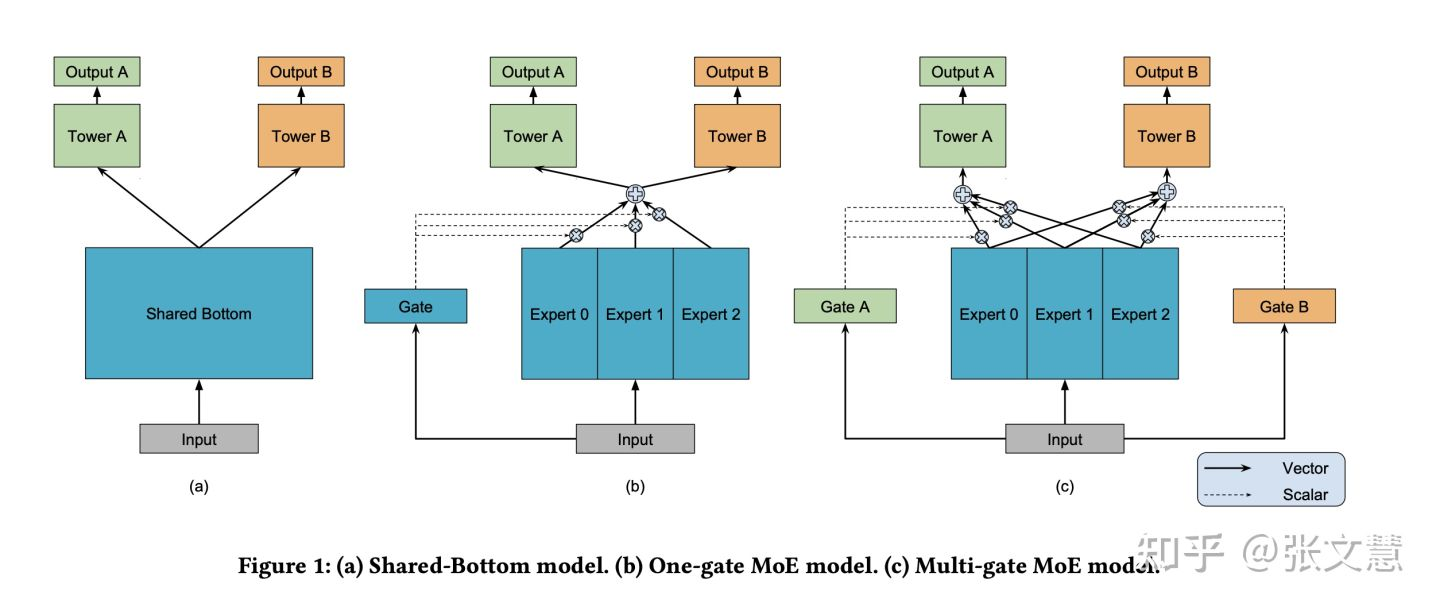 Output A
Output B
Tower A
Tower B
Shared Bottom
Input
(a)
Output A
Output B
Tower A
Tower B
Gate
Expert 0
Expert 1
Expert 2
Input
(b)
Output A
Output B
Tower A
Tower B
Gate A
Expert 0
Expert 1
Expert 2
Gate B
Input
(c)
Vector
Scalar
Figure 1: (a) Shared-Bottom model. (b) One-gate MoE model. (c) Multi-gate MoE model.
知乎 @张文慧